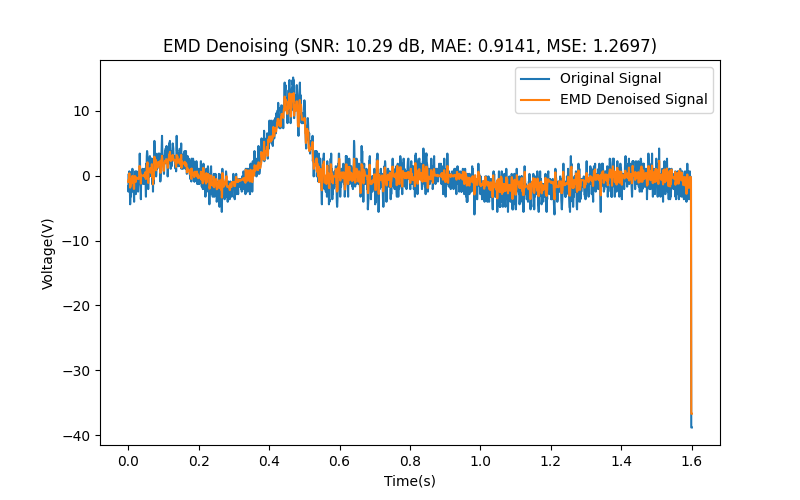 EMD Denoising (SNR: 10.29 dB, MAE: 0.9141, MSE: 1.2697)
Original Signal
EMD Denoised Signal
10
0
−10
−20
−30
−40
Voltage(V)
0.0 0.2 0.4 0.6 0.8 1.0 1.2 1.4 1.6
Time(s)